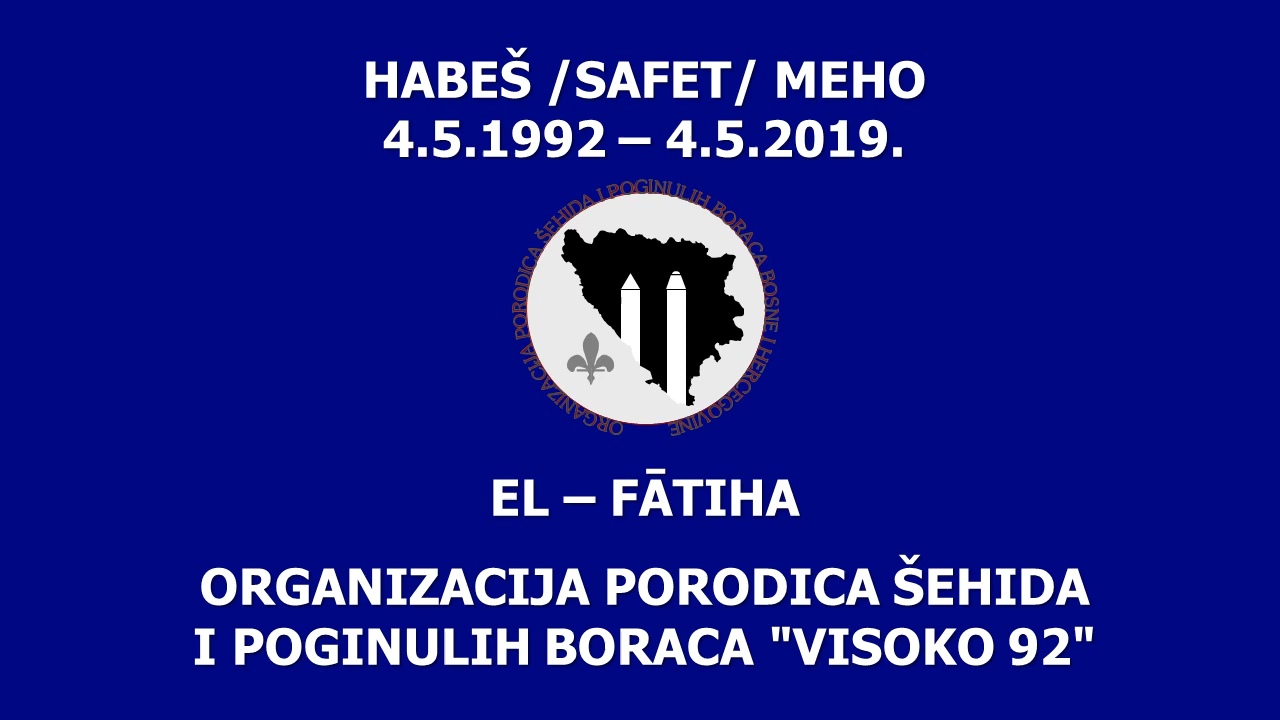 HABEŠ /SAFET/ MEHO
4.5.1992 – 4.5.2019.
ORGANIZACIJA PORODICA ŠEHIDA I POGINULIH BORACA BOSNE I HERCEGOVINE
EL – FĀTIHA
ORGANIZACIJA PORODICA ŠEHIDA
I POGINULIH BORACA "VISOKO 92"